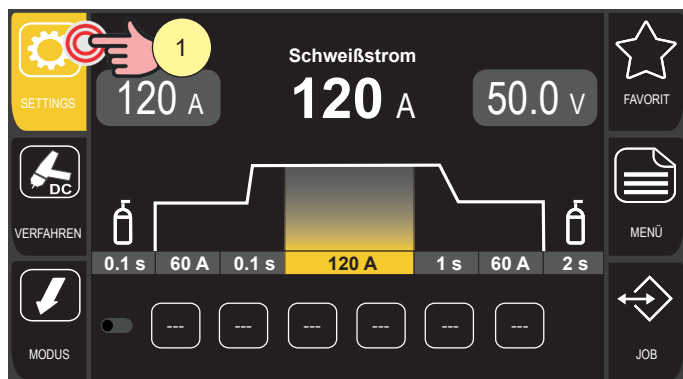 SETTINGS
1
Schweißstrom
120 A
120 A
50.0 V
FAVORIT
DC
VERFAHREN
MENÜ
0.1 s 60 A 0.1 s 120 A 1 s 60 A 2 s
MODUS
--- --- --- --- --- ---
JOB